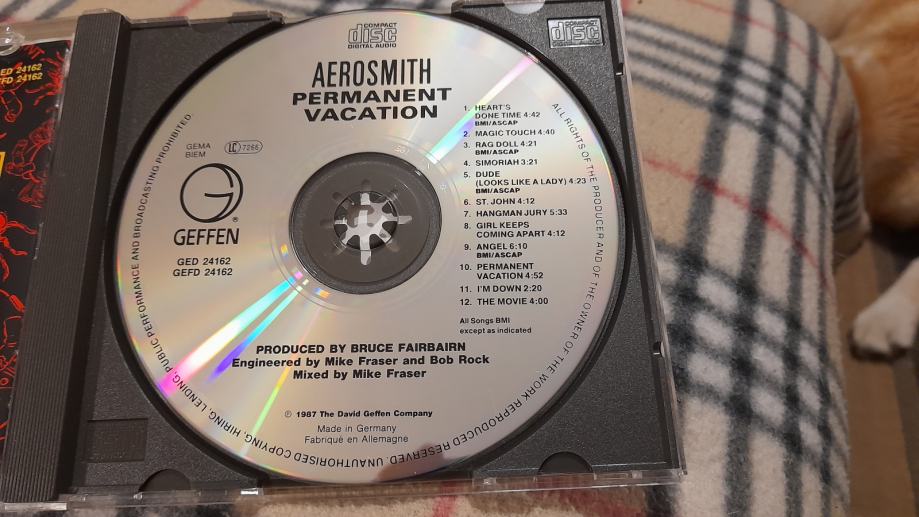 ED 24162
EFD 24162
COMPACT
disc
DIGITAL AUDIO
COMPACT
disc
AEROSMITH
PERMANENT
VACATION
GEMA
BIEM
LC 7266
GEFFEN
GED 24162
GEFD 24162
1. HEART'S
DONE TIME 4:42
BMI/ASCAP
2. MAGIC TOUCH 4:40
3. RAG DOLL 4:21
BMI/ASCAP
4. SIMORIAH 3:21
5. DUDE
(LOOKS LIKE A LADY) 4:23
BMI/ASCAP
6. ST. JOHN 4:12
7. HANGMAN JURY 5:33
8. GIRL KEEPS
COMING APART 4:12
9. ANGEL 6:10
BMI/ASCAP
10. PERMANENT
VACATION 4:52
11. I'M DOWN 2:20
12. THE MOVIE 4:00
All Songs BMI
except as indicated
PRODUCED BY BRUCE FAIRBAIRN
Engineered by Mike Fraser and Bob Rock
Mixed by Mike Fraser
℗ 1987 The David Geffen Company
Made in Germany
Fabriqué en Allemagne
ALL RIGHTS OF THE PRODUCER AND OF THE OWNER OF THE WORK REPRODUCED RESERVED. UNAUTHORISED COPYING, HIRING, LENDING, PUBLIC PERFORMANCE AND BROADCASTING PROHIBITED.